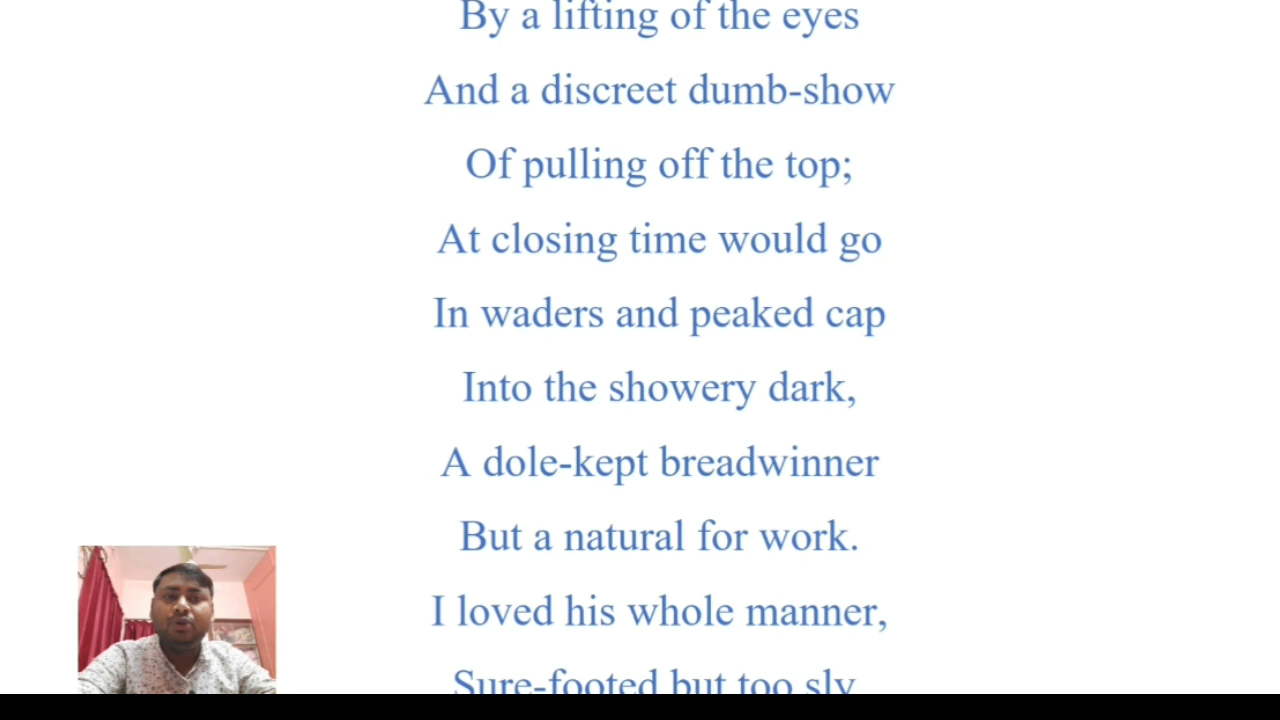 By a lifting of the eyes
And a discreet dumb-show
Of pulling off the top;
At closing time would go
In waders and peaked cap
Into the showery dark,
A dole-kept breadwinner
But a natural for work.
I loved his whole manner,
Sure-footed but too sly